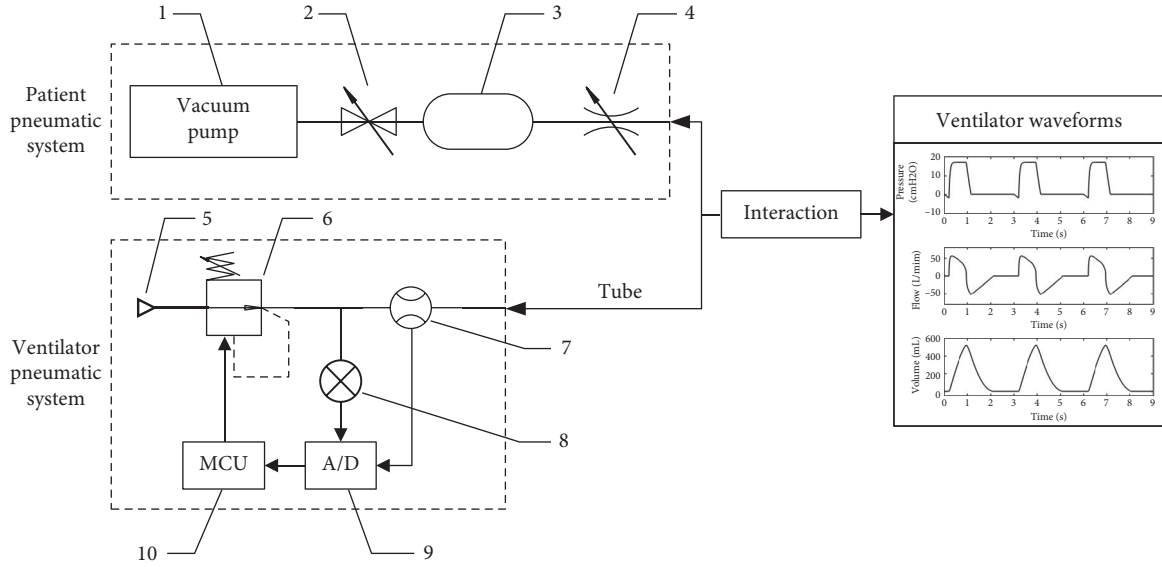 1
2
3
4
Patient
pneumatic
system
Vacuum
pump
5
6
Ventilator
pneumatic
system
Tube
7
8
MCU
A/D
10
9
Interaction
Ventilator waveforms
Pressure
(cmH2O)
20
10
0
−10
0 1 2 3 4 5 6 7 8 9
Time (s)
Flow (L/mim)
50
0
−50
0 1 2 3 4 5 6 7 8 9
Time (s)
Volume (mL)
600
400
200
0
0 1 2 3 4 5 6 7 8 9
Time (s)